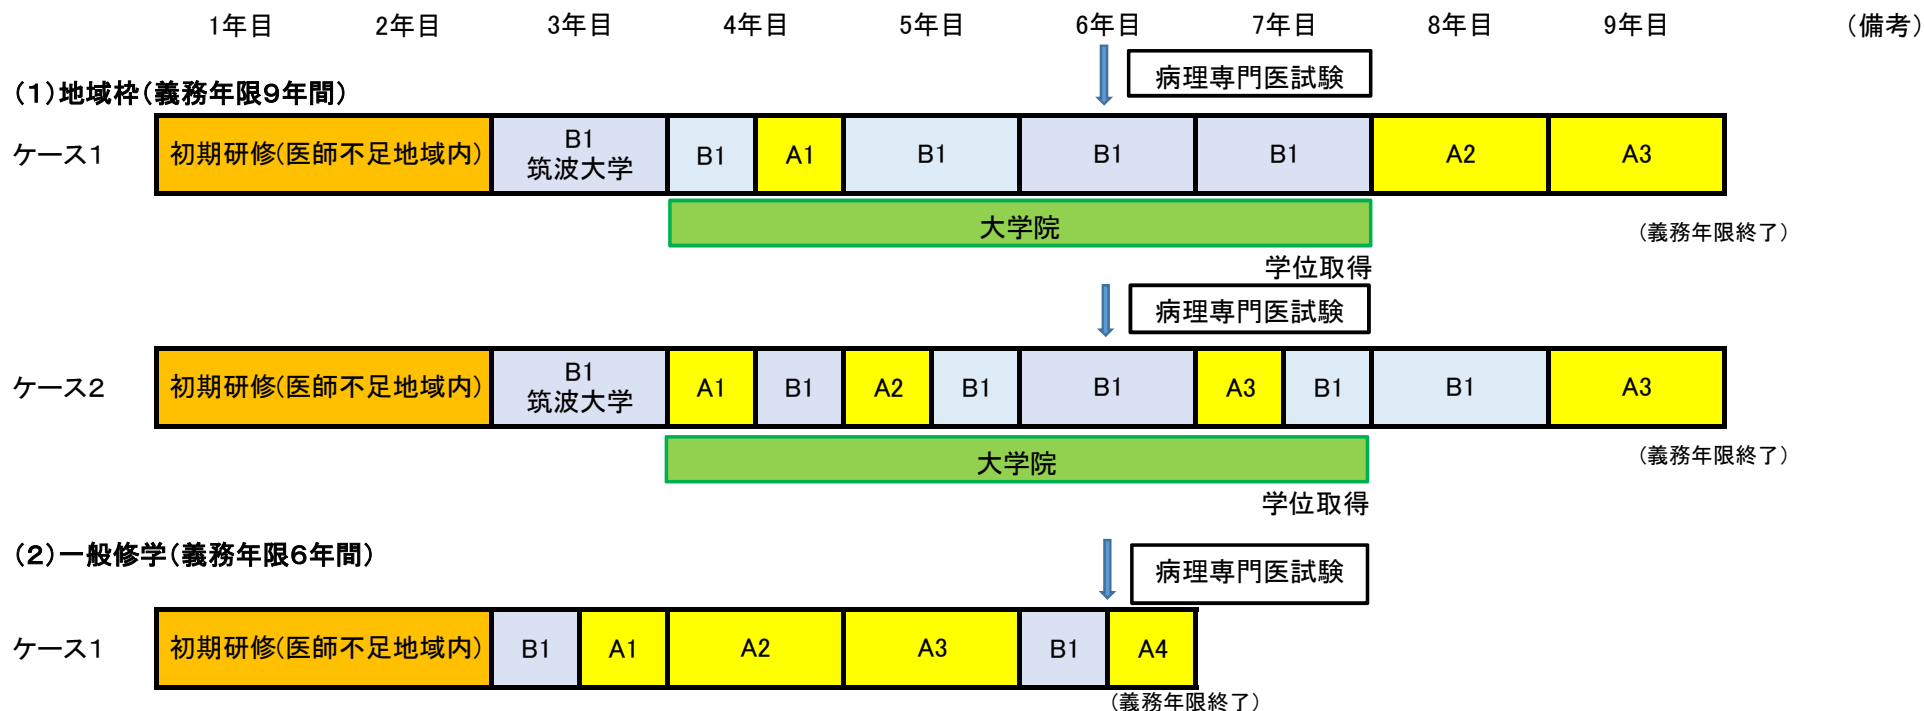 1年目 2年目 3年目 4年目 5年目 6年目 7年目 8年目 9年目 (備考)
病理専門医試験
(1)地域枠(義務年限9年間)
ケース1 初期研修(医師不足地域内) B1 筑波大学 B1 A1 B1 B1 B1 A2 A3
大学院
(義務年限終了)
学位取得
病理専門医試験
ケース2 初期研修(医師不足地域内) B1 筑波大学 A1 B1 A2 B1 B1 A3 B1 B1 A3
大学院
(義務年限終了)
学位取得
(2)一般修学(義務年限6年間)
病理専門医試験
ケース1 初期研修(医師不足地域内) B1 A1 A2 A3 B1 A4
(義務年限終了)